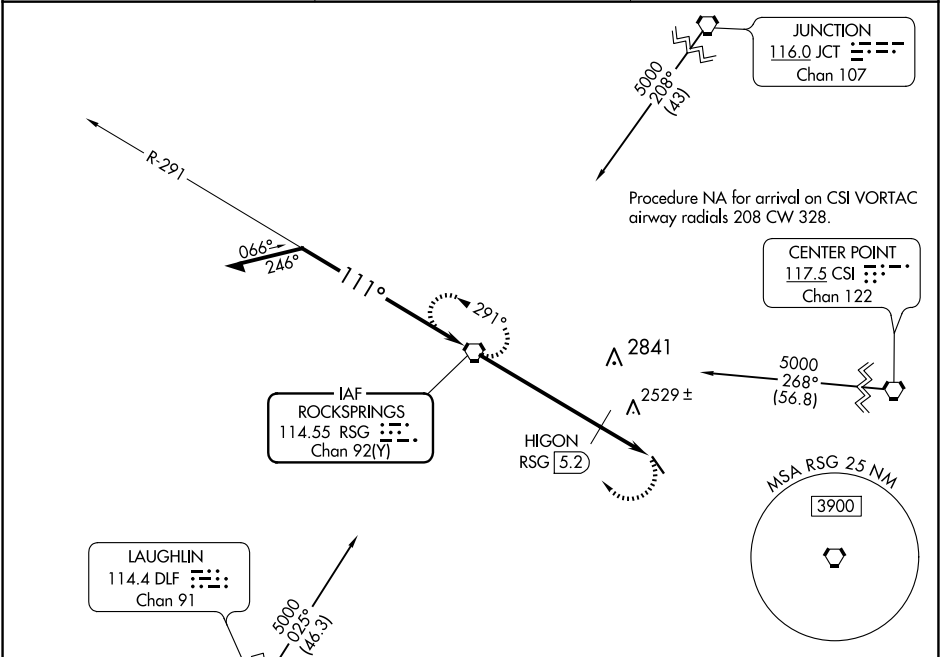 JUNCTION
116.0 JCT
Chan 107
5000
208°
(43)
R-291
Procedure NA for arrival on CSI VORTAC
airway radials 208 CW 328.
066°
246°
111°
291°
CENTER POINT
117.5 CSI
Chan 122
2841
5000
268°
(56.8)
2529 ±
IAF
ROCKSPRINGS
114.55 RSG
Chan 92(Y)
HIGON
RSG 5.2
MSA RSG 25 NM
3900
LAUGHLIN
114.4 DLF
Chan 91
5000
025°
(46.3)